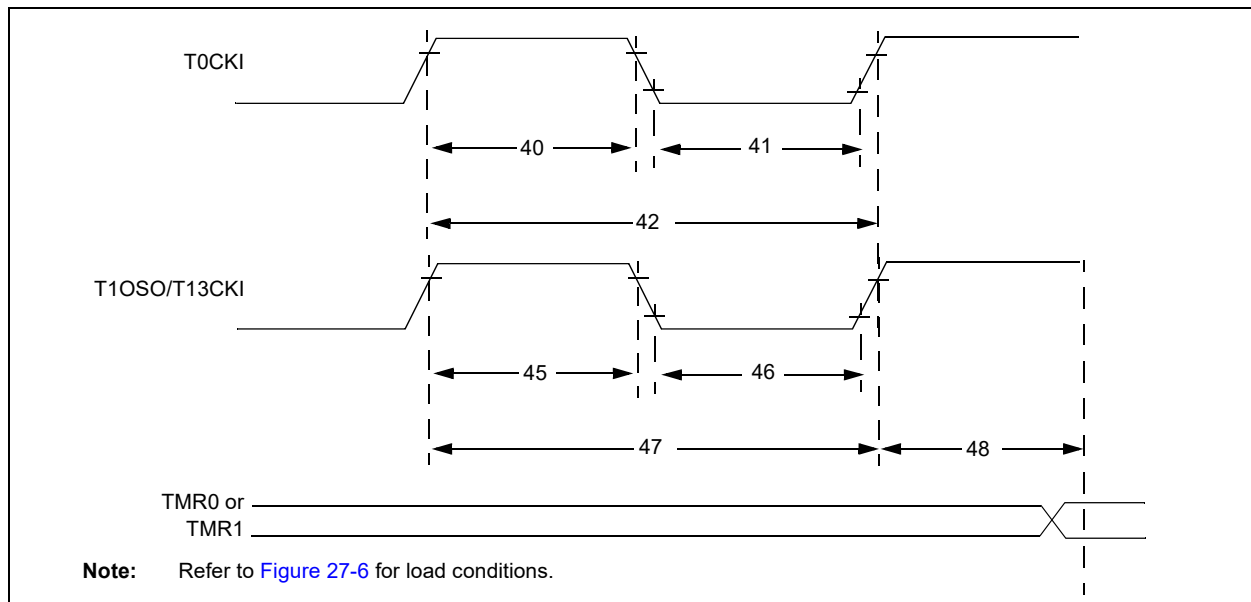 T0CKI
40
41
42
T1OSO/T13CKI
45
46
47
48
TMR0 or
TMR1
Note: Refer to Figure 27-6 for load conditions.